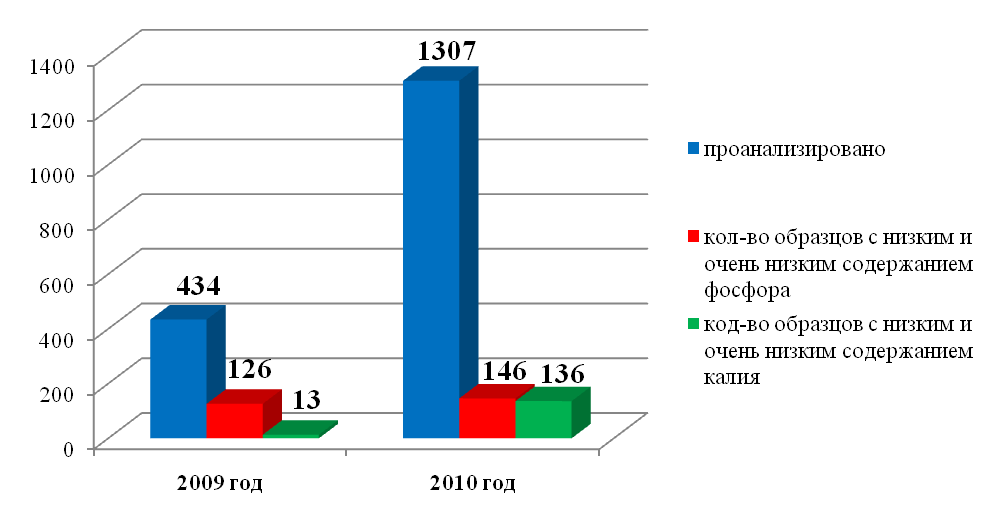 1400
1200
1000
800
600
400
200
0
434
126
13
1307
146
136
2009 год
2010 год
проанализировано
кол-во образцов с низким и
очень низким содержанием
фосфора
код-во образцов с низким и
очень низким содержанием
калия